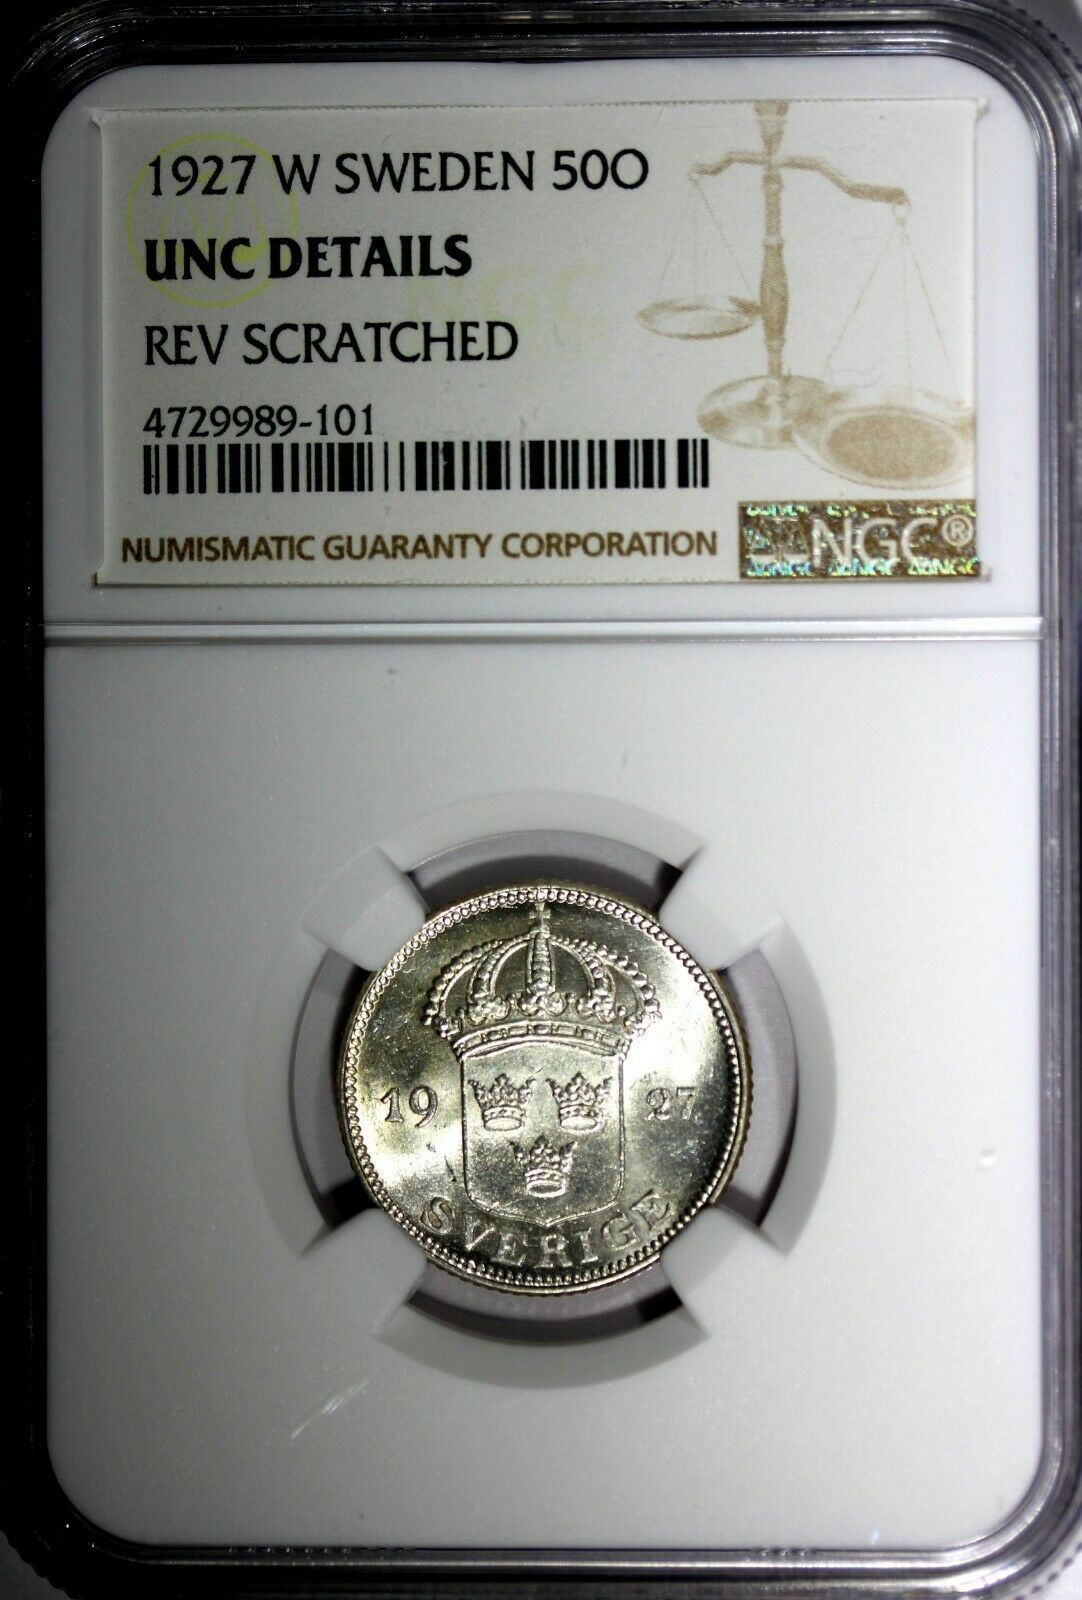 1927 W SWEDEN 50O
UNC DETAILS
REV SCRATCHED
4729989-101
NUMISMATIC GUARANTY CORPORATION
NGC®
19 27
SVERIGE